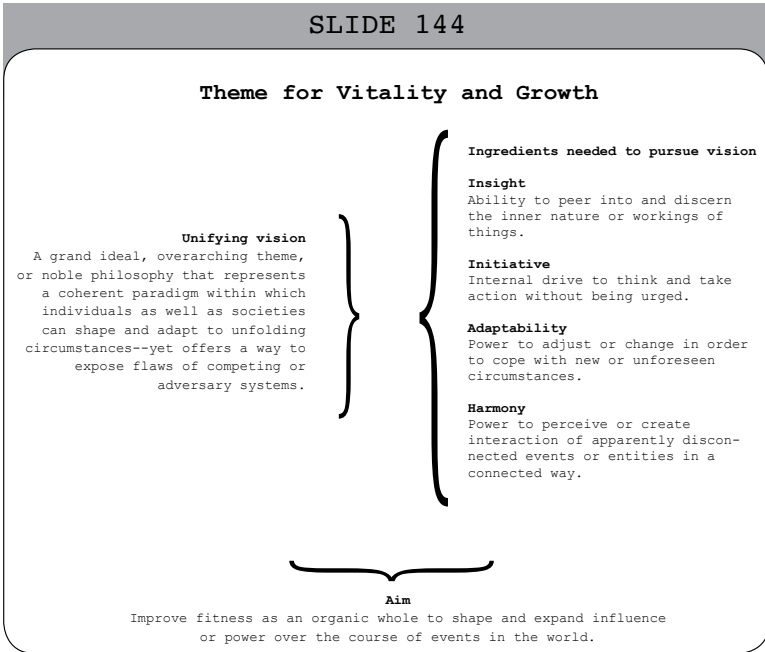 SLIDE 144
Theme for Vitality and Growth
Unifying vision
A grand ideal, overarching theme,
or noble philosophy that represents
a coherent paradigm within which
individuals as well as societies
can shape and adapt to unfolding
circumstances--yet offers a way to
expose flaws of competing or
adversary systems.
Ingredients needed to pursue vision
Insight
Ability to peer into and discern
the inner nature or workings of
things.
Initiative
Internal drive to think and take
action without being urged.
Adaptability
Power to adjust or change in order
to cope with new or unforeseen
circumstances.
Harmony
Power to perceive or create
interaction of apparently discon-
nected events or entities in a
connected way.
Aim
Improve fitness as an organic whole to shape and expand influence
or power over the course of events in the world.